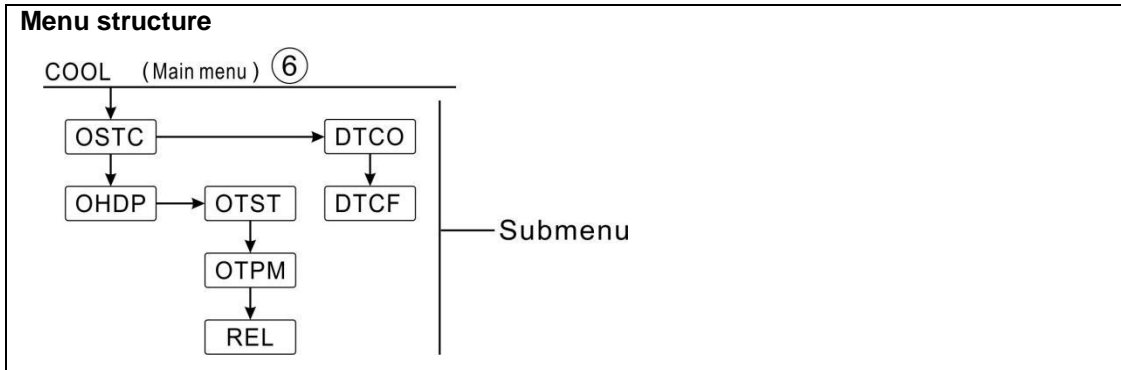 Menu structure
COOL (Main menu) ⑥
OSTC DTCO
OHDP OTST DTCF
Submenu
OTPM
REL